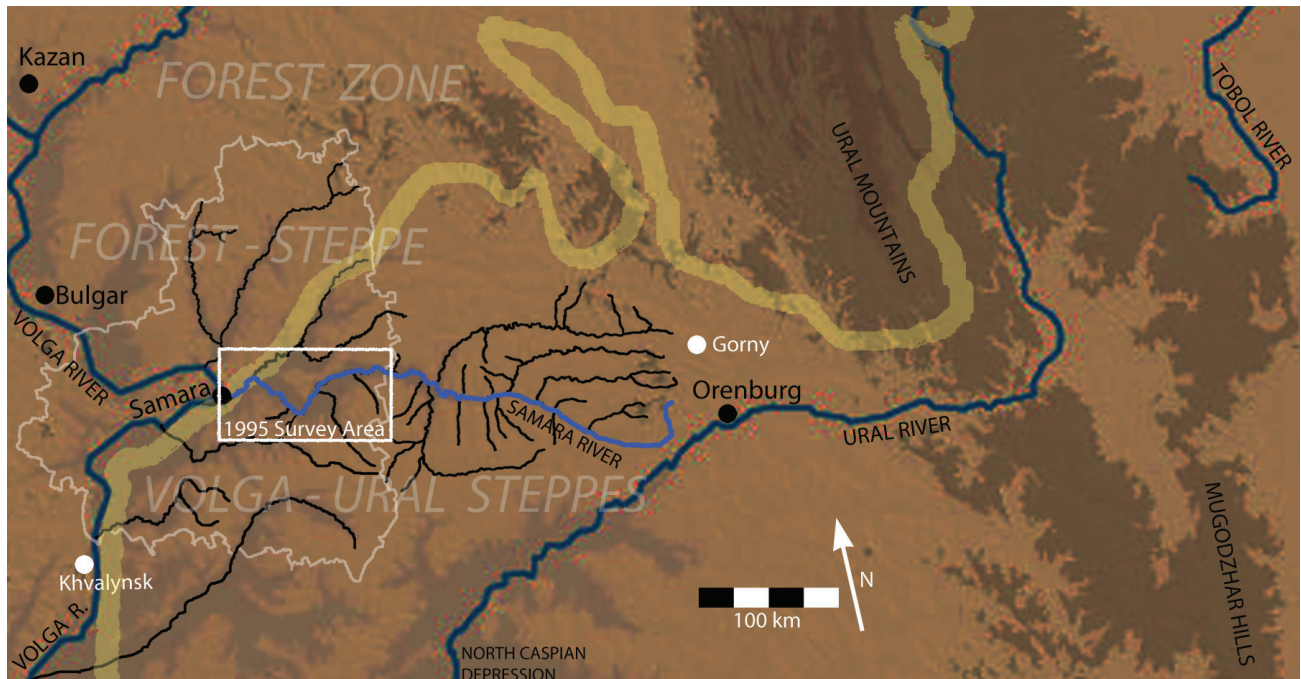 Kazan
FOREST ZONE
TOBOL RIVER
URAL MOUNTAINS
FOREST - STEPPE
Bulgar
VOLGA RIVER
Gorny
Samara
Orenburg
1995 Survey Area
SAMARA RIVER
URAL RIVER
VOLGA - URAL STEPPES
MUGODZHAR HILLS
Khvalynsk
N
100 km
VOLGA R.
NORTH CASPIAN
DEPRESSION